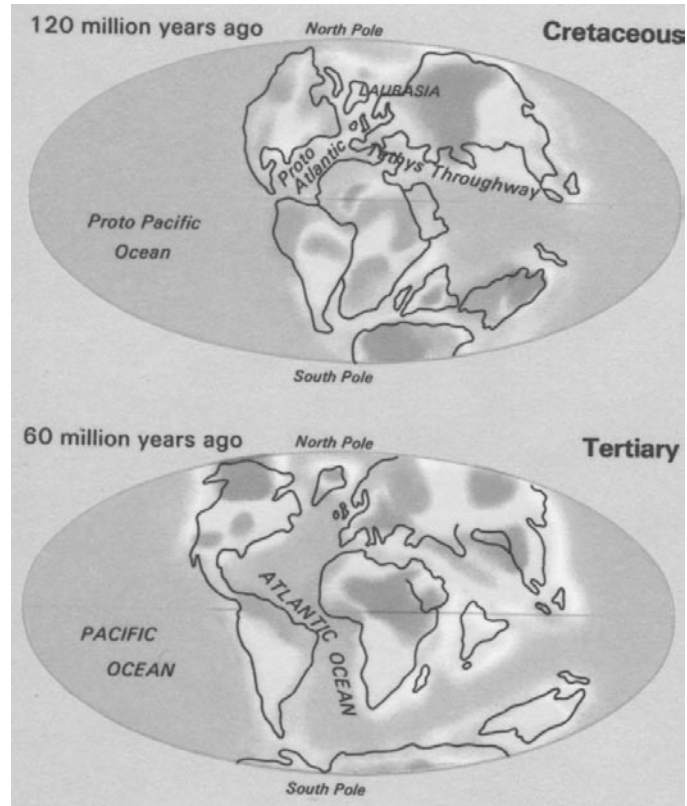 120 million years ago
North Pole
Cretaceous
LAURASIA
Proto
Atlantic
Tethys Throughway
Proto Pacific
Ocean
South Pole
60 million years ago
North Pole
Tertiary
ATLANTIC OCEAN
PACIFIC
OCEAN
South Pole